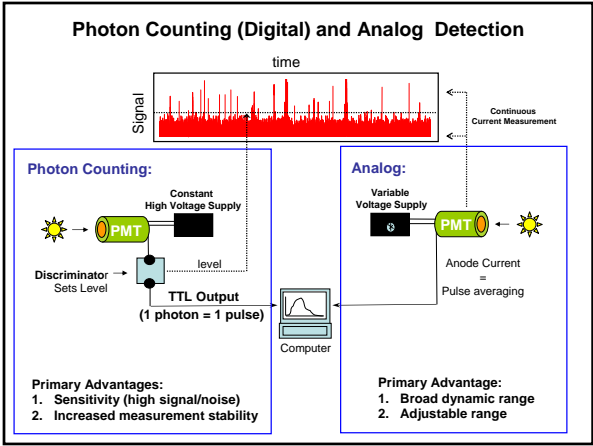 Photon Counting (Digital) and Analog Detection
time
Signal
Continuous
Current Measurement
Photon Counting:
Constant
High Voltage Supply
PMT
level
Discriminator
Sets Level
TTL Output
(1 photon = 1 pulse)
Primary Advantages:
1. Sensitivity (high signal/noise)
2. Increased measurement stability
Computer
Analog:
Variable
Voltage Supply
PMT
Anode Current
=
Pulse averaging
Primary Advantage:
1. Broad dynamic range
2. Adjustable range